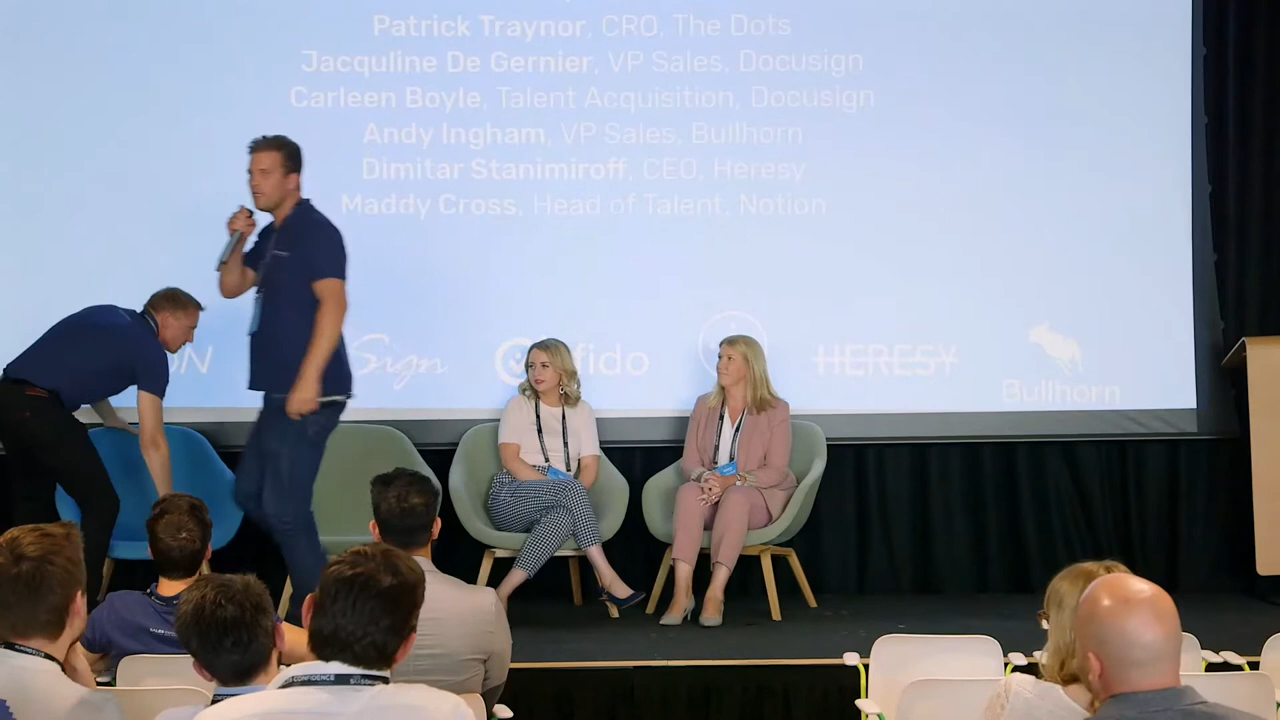 Patrick Traynor, CRO, The Dots
Jacquline De Gernier, VP Sales, Docusign
Carleen Boyle, Talent Acquisition, Docusign
Andy Ingham, VP Sales, Bullhorn
Dimitar Stanimiroff, CEO, Heresy
Maddy Cross, Head of Talent, Notion
Sign
fido
HERESY
Bullhorn
CONFIDENCE